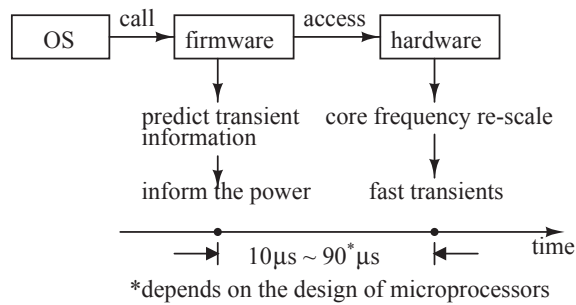 call
access
OS
firmware
hardware
predict transient
information
core frequency re-scale
inform the power
fast transients
time
10μs ~ 90*μs
*depends on the design of microprocessors